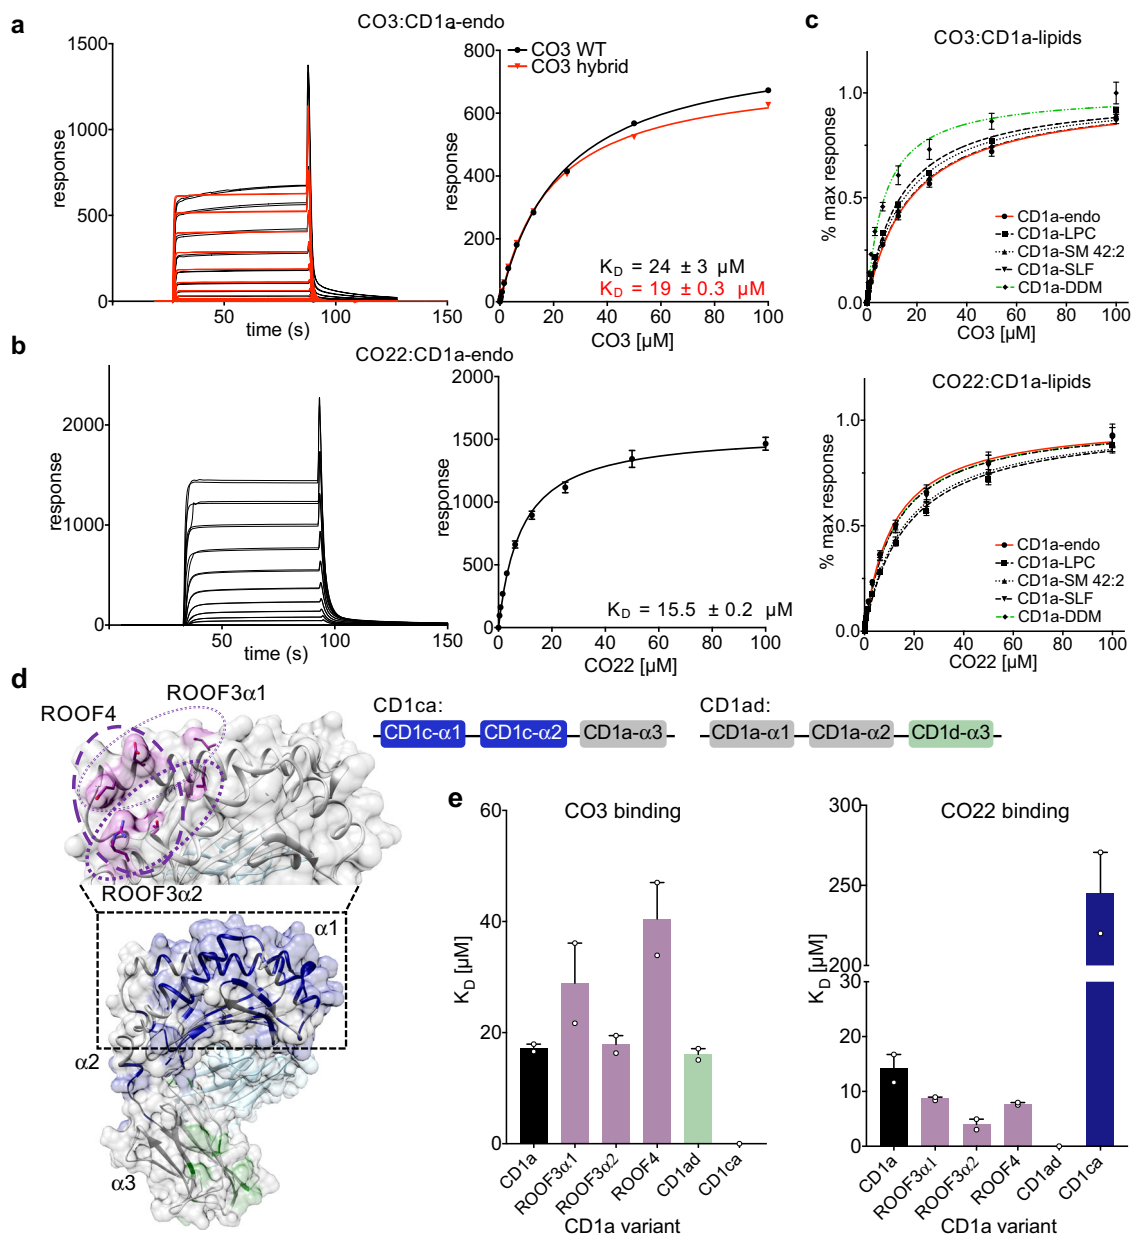 a
CO3:CD1a-endo
1500
1000
500
0
response
50
100
150
time (s)
800
600
400
200
0
response
CO3 WT
CO3 hybrid
K_D = 24 ± 3 µM
K_D = 19 ± 0.3 µM
0
20
40
60
80
100
CO3 [µM]
b
CO22:CD1a-endo
2000
1000
0
response
50
100
150
time (s)
2000
1500
1000
500
0
response
K_D = 15.5 ± 0.2 µM
0
20
40
60
80
100
CO22 [µM]
c
CO3:CD1a-lipids
1.0
0.5
0.0
% max response
CD1a-endo
CD1a-LPC
CD1a-SM 42:2
CD1a-SLF
CD1a-DDM
0
20
40
60
80
100
CO3 [µM]
CO22:CD1a-lipids
1.0
0.5
0.0
% max response
CD1a-endo
CD1a-LPC
CD1a-SM 42:2
CD1a-SLF
CD1a-DDM
0
20
40
60
80
100
CO22 [µM]
d
ROOF3α1
ROOF4
ROOF3α2
α1
α2
α3
CD1ca:
CD1c-α1
CD1c-α2
CD1a-α3
CD1ad:
CD1a-α1
CD1a-α2
CD1d-α3
e
CO3 binding
60
40
20
0
K_D [µM]
CD1a
ROOF3α1
ROOF3α2
ROOF4
CD1ad
CD1ca
CD1a variant
CO22 binding
300
250
200
30
20
10
0
K_D [µM]
CD1a
ROOF3α1
ROOF3α2
ROOF4
CD1ad
CD1ca
CD1a variant